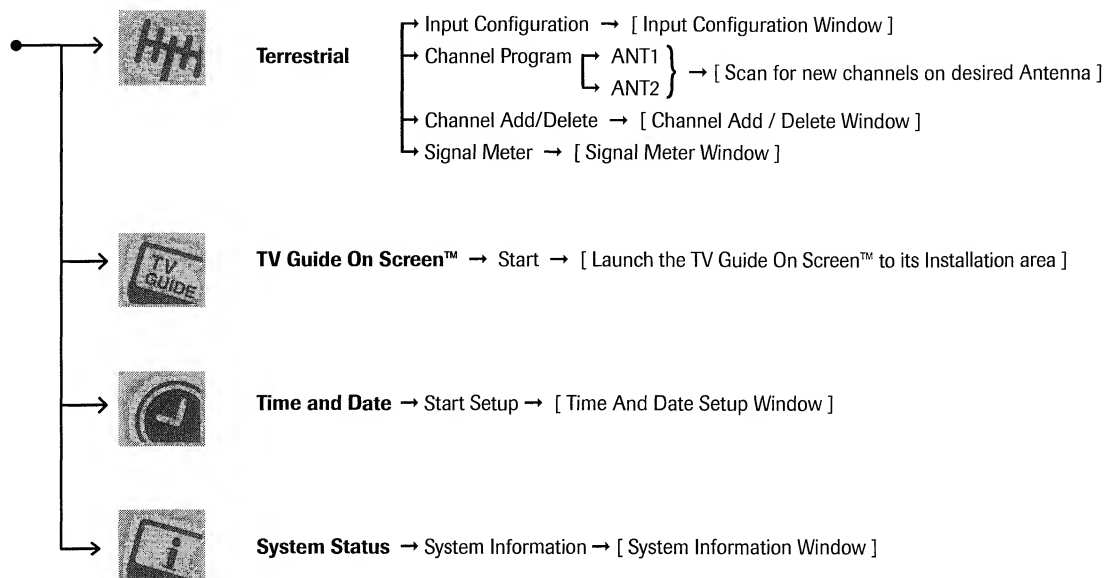 Terrestrial
→ Input Configuration → [ Input Configuration Window ]
→ Channel Program → ANT1
→ ANT2
} → [ Scan for new channels on desired Antenna ]
→ Channel Add/Delete → [ Channel Add / Delete Window ]
→ Signal Meter → [ Signal Meter Window ]
TV
GUIDE
TV Guide On Screen™ → Start → [ Launch the TV Guide On Screen™ to its Installation area ]
Time and Date → Start Setup → [ Time And Date Setup Window ]
i
System Status → System Information → [ System Information Window ]